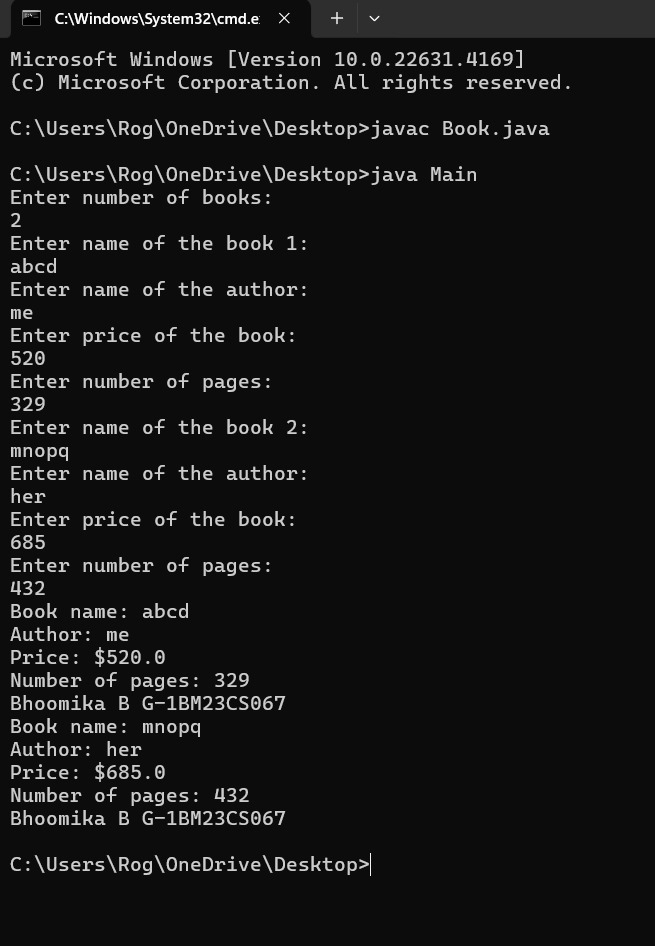 C:\Windows\System32\cmd.e
Microsoft Windows [Version 10.0.22631.4169]
(c) Microsoft Corporation. All rights reserved.
C:\Users\Rog\OneDrive\Desktop>javac Book.java
C:\Users\Rog\OneDrive\Desktop>java Main
Enter number of books:
2
Enter name of the book 1:
abcd
Enter name of the author:
me
Enter price of the book:
520
Enter number of pages:
329
Enter name of the book 2:
mnopq
Enter name of the author:
her
Enter price of the book:
685
Enter number of pages:
432
Book name: abcd
Author: me
Price: $520.0
Number of pages: 329
Bhoomika B G-1BM23CS067
Book name: mnopq
Author: her
Price: $685.0
Number of pages: 432
Bhoomika B G-1BM23CS067
C:\Users\Rog\OneDrive\Desktop>